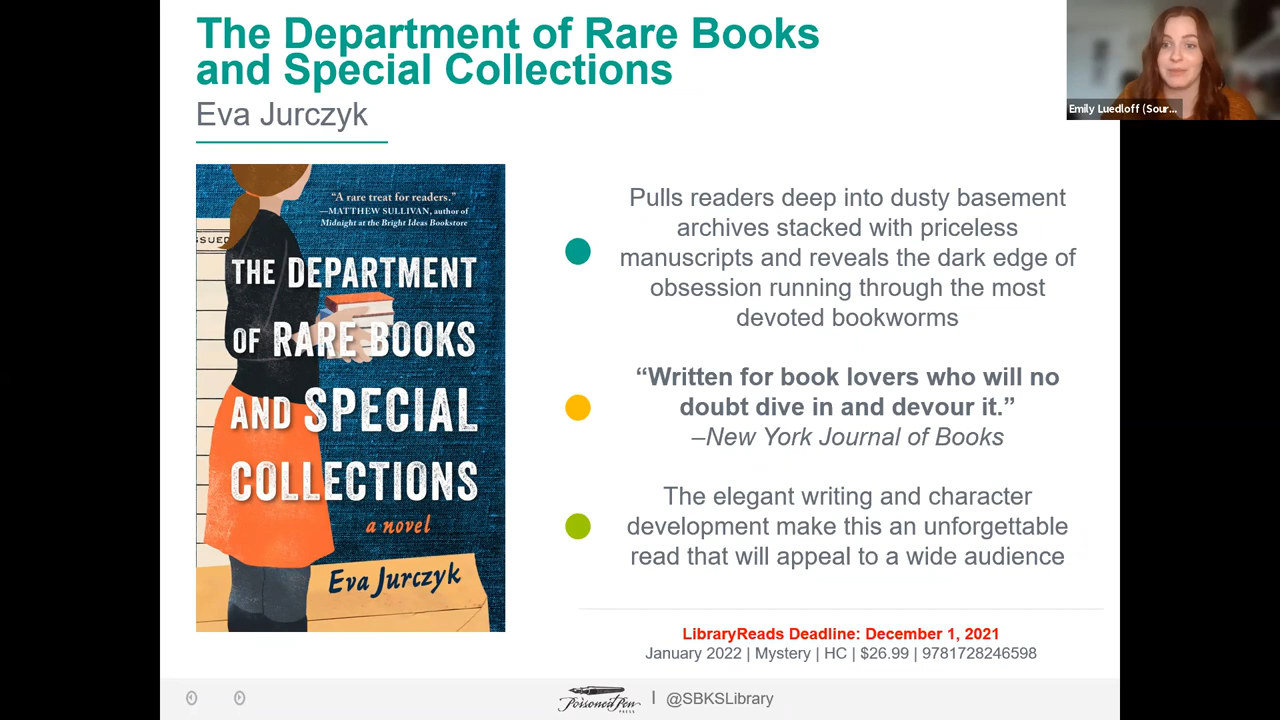 The Department of Rare Books
and Special Collections
Eva Jurczyk
Emily Luedloff (Sour...
“A rare treat for readers.”
—MATTHEW SULLIVAN, author of
Midnight at the Bright Ideas Bookstore
SSUED
THE DEPARTMENT
OF RARE BOOKS
AND SPECIAL
COLLECTIONS
a novel
Eva Jurczyk
Pulls readers deep into dusty basement
archives stacked with priceless
manuscripts and reveals the dark edge of
obsession running through the most
devoted bookworms
“Written for book lovers who will no
doubt dive in and devour it.”
–New York Journal of Books
The elegant writing and character
development make this an unforgettable
read that will appeal to a wide audience
LibraryReads Deadline: December 1, 2021
January 2022 | Mystery | HC | $26.99 | 9781728246598
Poisoned Pen
PRESS
| @SBKSLibrary